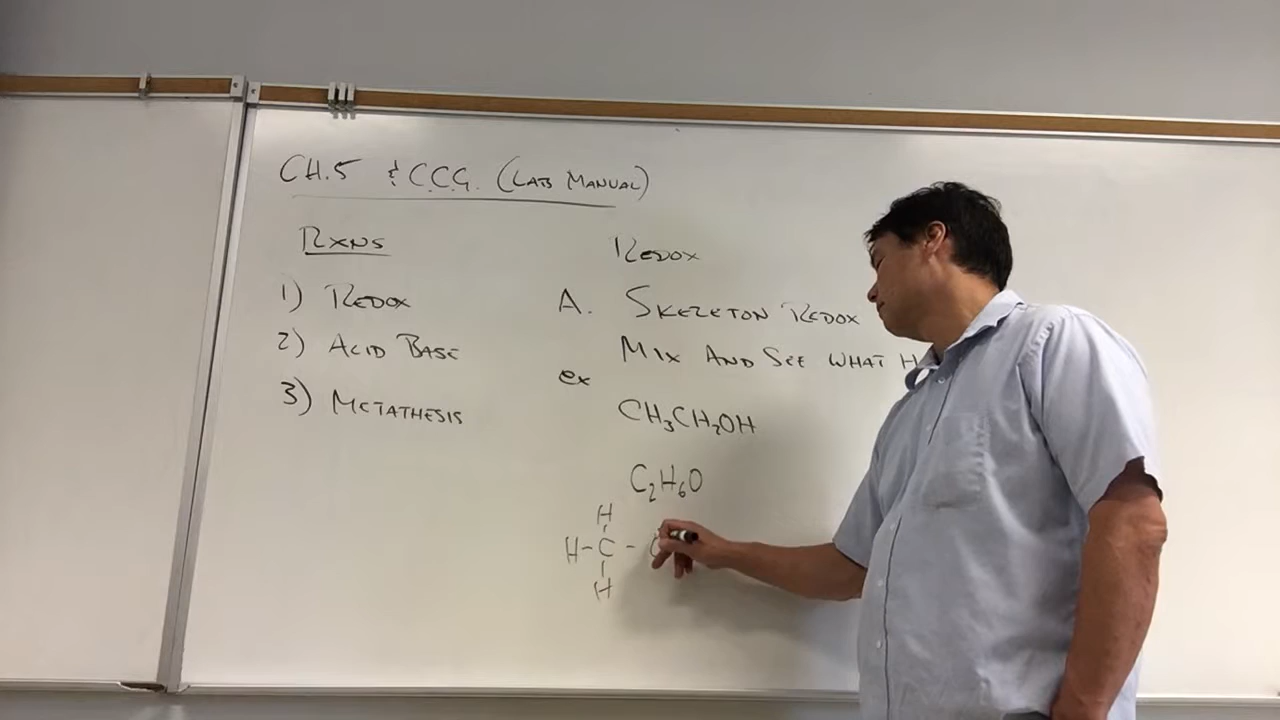 CH.5 & C.C.G. (LAB MANUAL)
RXNS
1) REDOX
2) ACID BASE
3) METATHESIS
REDOX
A. SKELETON REDOX
MIX AND SEE WHAT H
ex
CH₃CH₂OH
C₂H₆O
H
H-C-C
H